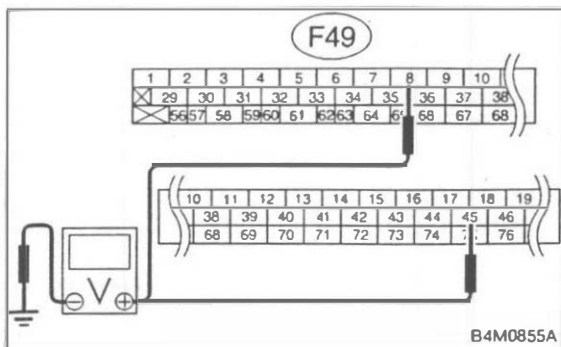 F49
1 2 3 4 5 6 7 8 9 10
29 30 31 32 33 34 35 36 37 38
56 57 58 59 60 61 62 63 64 68 67 68
10 11 12 13 14 15 16 17 18 19
38 39 40 41 42 43 44 45 46
68 69 70 71 72 73 74 76
V
B4M0855A